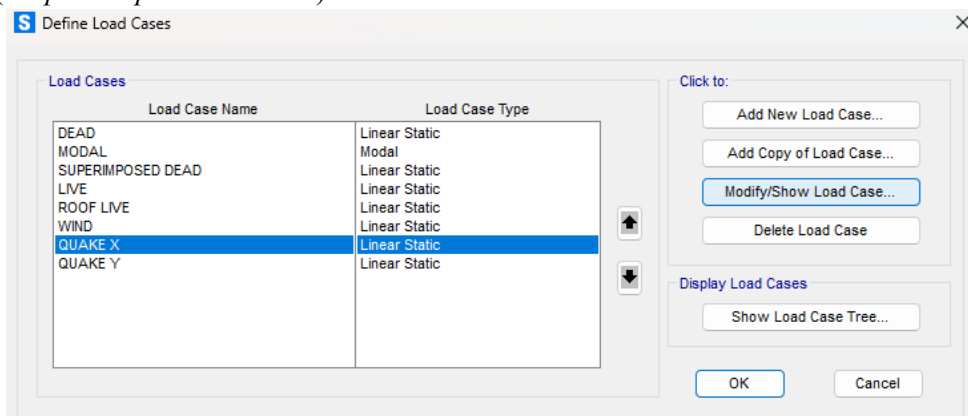 S Define Load Cases
Load Cases
Click to:
Load Case Name Load Case Type
DEAD Linear Static
MODAL Modal
SUPERIMPOSED DEAD Linear Static
LIVE Linear Static
ROOF LIVE Linear Static
WIND Linear Static
QUAKE X Linear Static
QUAKE Y Linear Static
Add New Load Case...
Add Copy of Load Case...
Modify/Show Load Case...
Delete Load Case
Display Load Cases
Show Load Case Tree...
OK Cancel